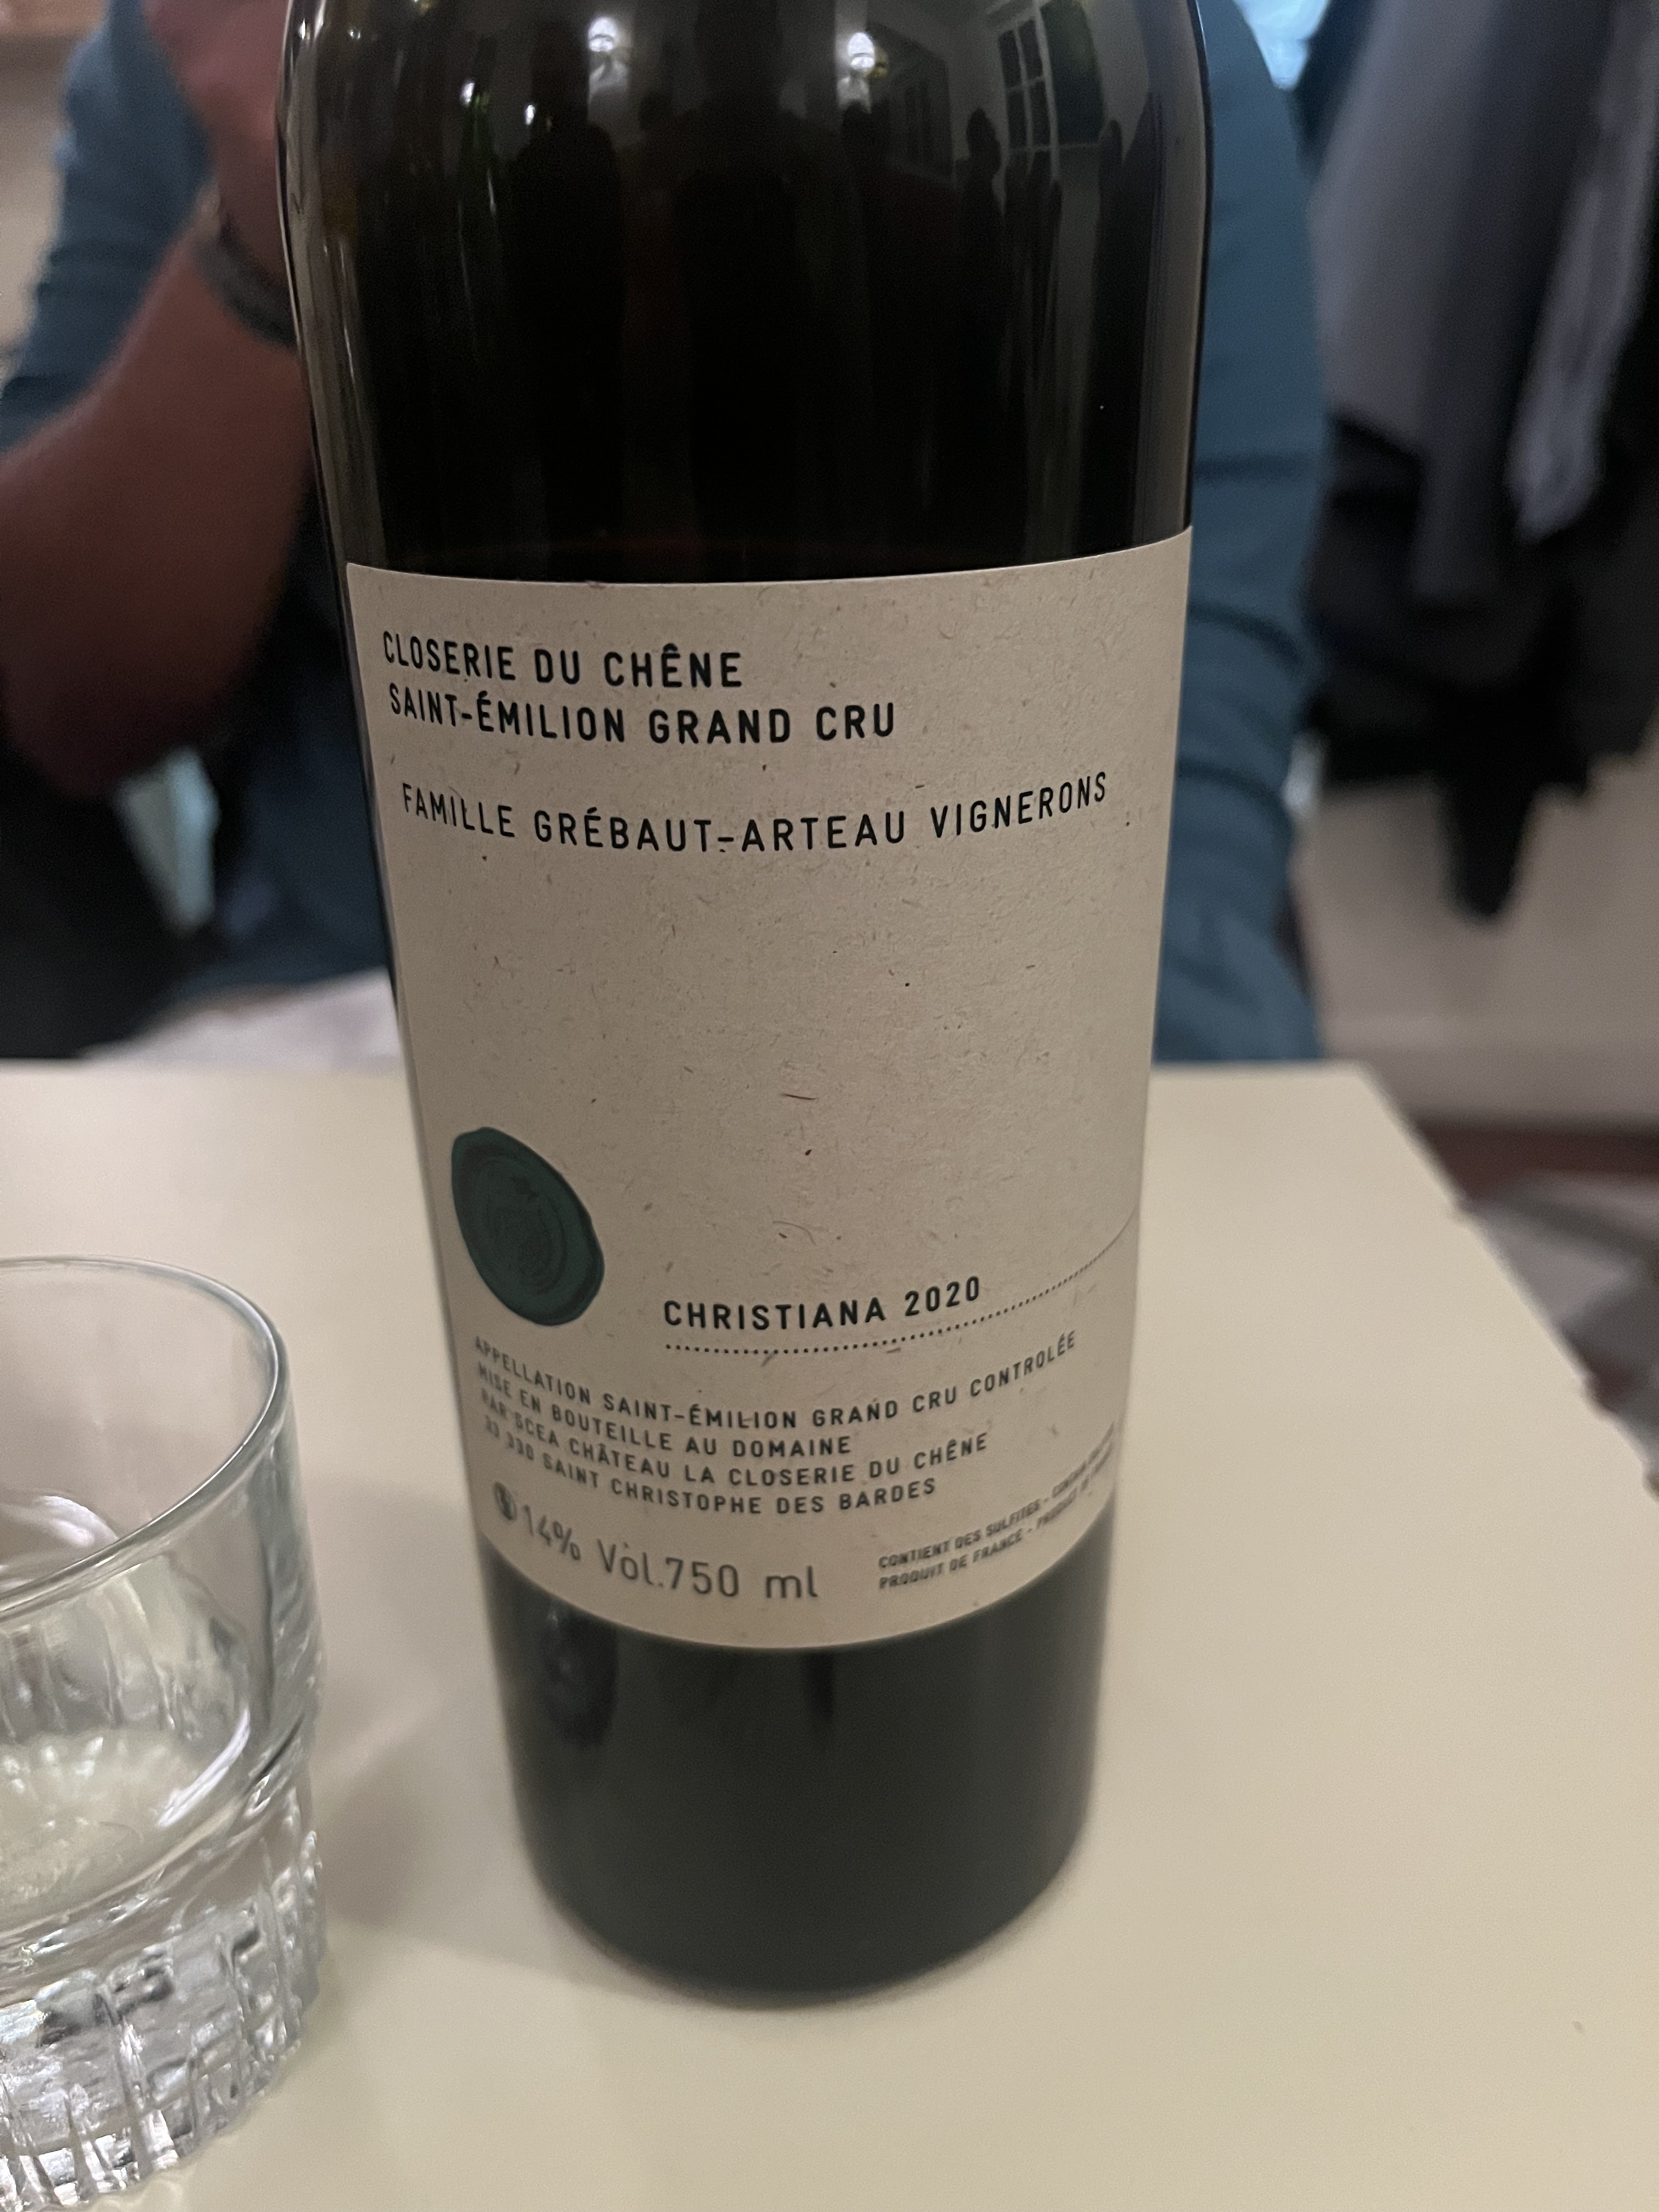 CLOSERIE DU CHÊNE
SAINT-ÉMILION GRAND CRU
FAMILLE GRÉBAUT-ARTEAU VIGNERONS
CHRISTIANA 2020
APPELLATION SAINT-ÉMILION GRAND CRU CONTROLÉE
MISE EN BOUTEILLE AU DOMAINE
PAR SCEA CHÂTEAU LA CLOSERIE DU CHÊNE
33 330 SAINT CHRISTOPHE DES BARDES
14% Vol.750 ml
CONTIENT DES SULFITES -
PRODUIT DE FRANCE -